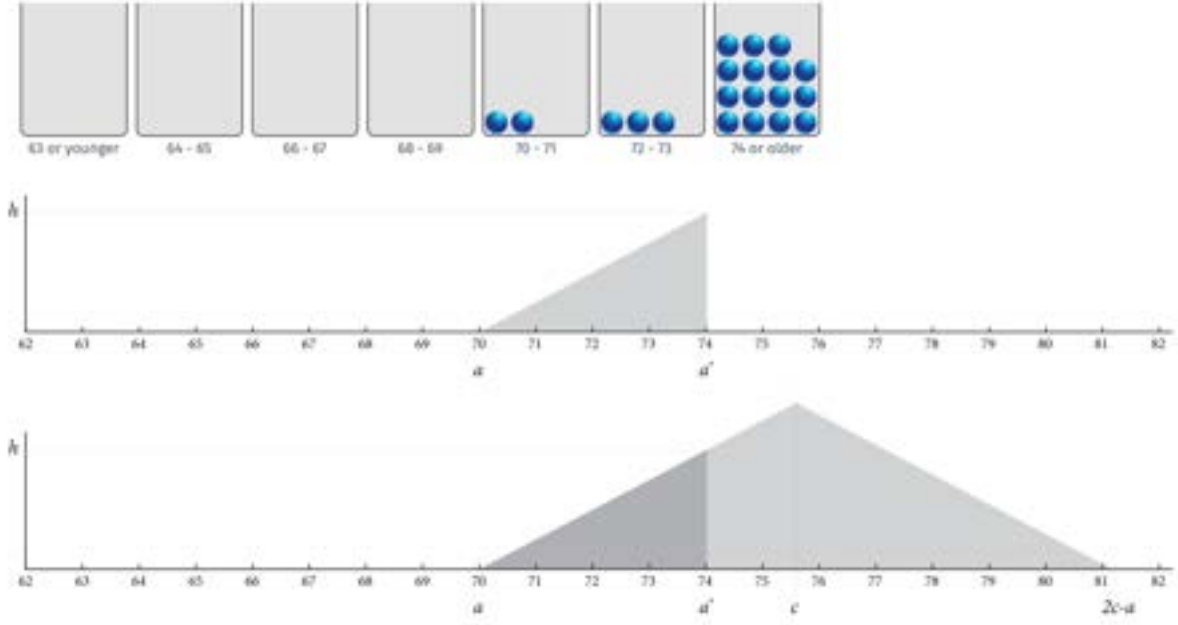 63 or younger 64 - 65 66 - 67 68 - 69 70 - 71 72 - 73 74 or older
h
62 63 64 65 66 67 68 69 70 71 72 73 74 75 76 77 78 79 80 81 82
a a'
h
62 63 64 65 66 67 68 69 70 71 72 73 74 75 76 77 78 79 80 81 82
a a' c 2c-a